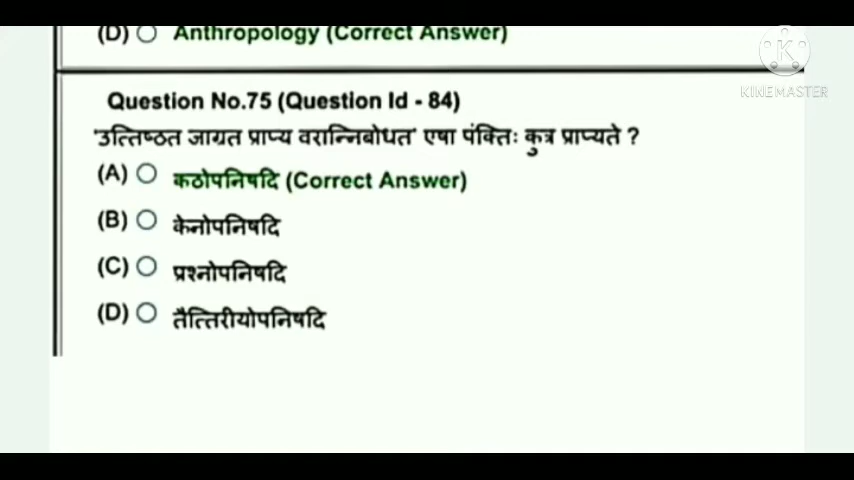 (D) Anthropology (Correct Answer)
KINEMASTER
Question No.75 (Question Id - 84)
'उत्तिष्ठत जाग्रत प्राप्य वरान्निबोधत' एषा पंक्तिः कुत्र प्राप्यते ?
(A) कठोपनिषदि (Correct Answer)
(B) केनोपनिषदि
(C) प्रश्नोपनिषदि
(D) तैत्तिरीयोपनिषदि